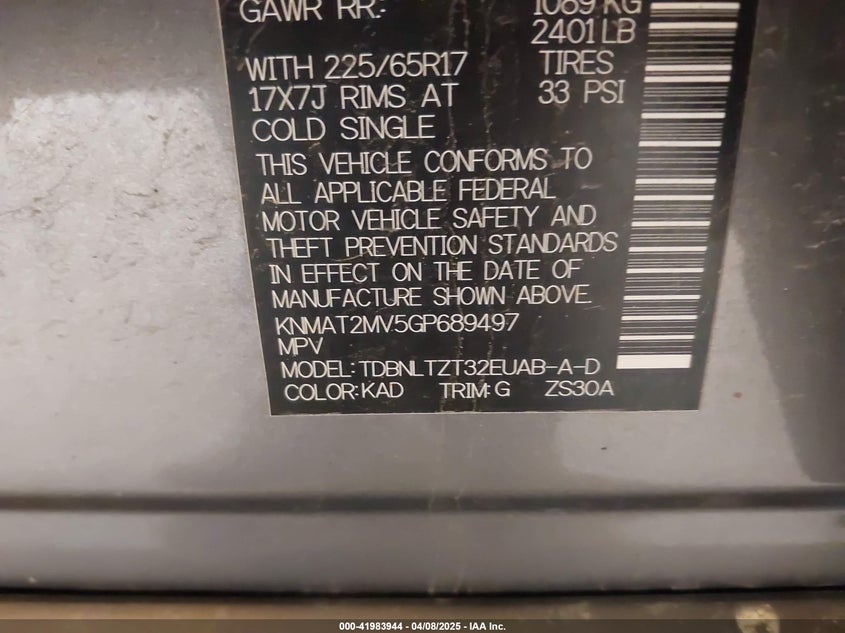 GAWR RR: 1089 KG
2401 LB
WITH 225/65R17 TIRES
17X7J RIMS AT 33 PSI
COLD SINGLE
THIS VEHICLE CONFORMS TO
ALL APPLICABLE FEDERAL
MOTOR VEHICLE SAFETY AND
THEFT PREVENTION STANDARDS
IN EFFECT ON THE DATE OF
MANUFACTURE SHOWN ABOVE.
KNMAT2MV5GP689497
MPV
MODEL: TDBNLTZT32EUAB-A-D
COLOR: KAD TRIM: G ZS30A
000-41983944 / 04/08/2025 - IAA Inc.